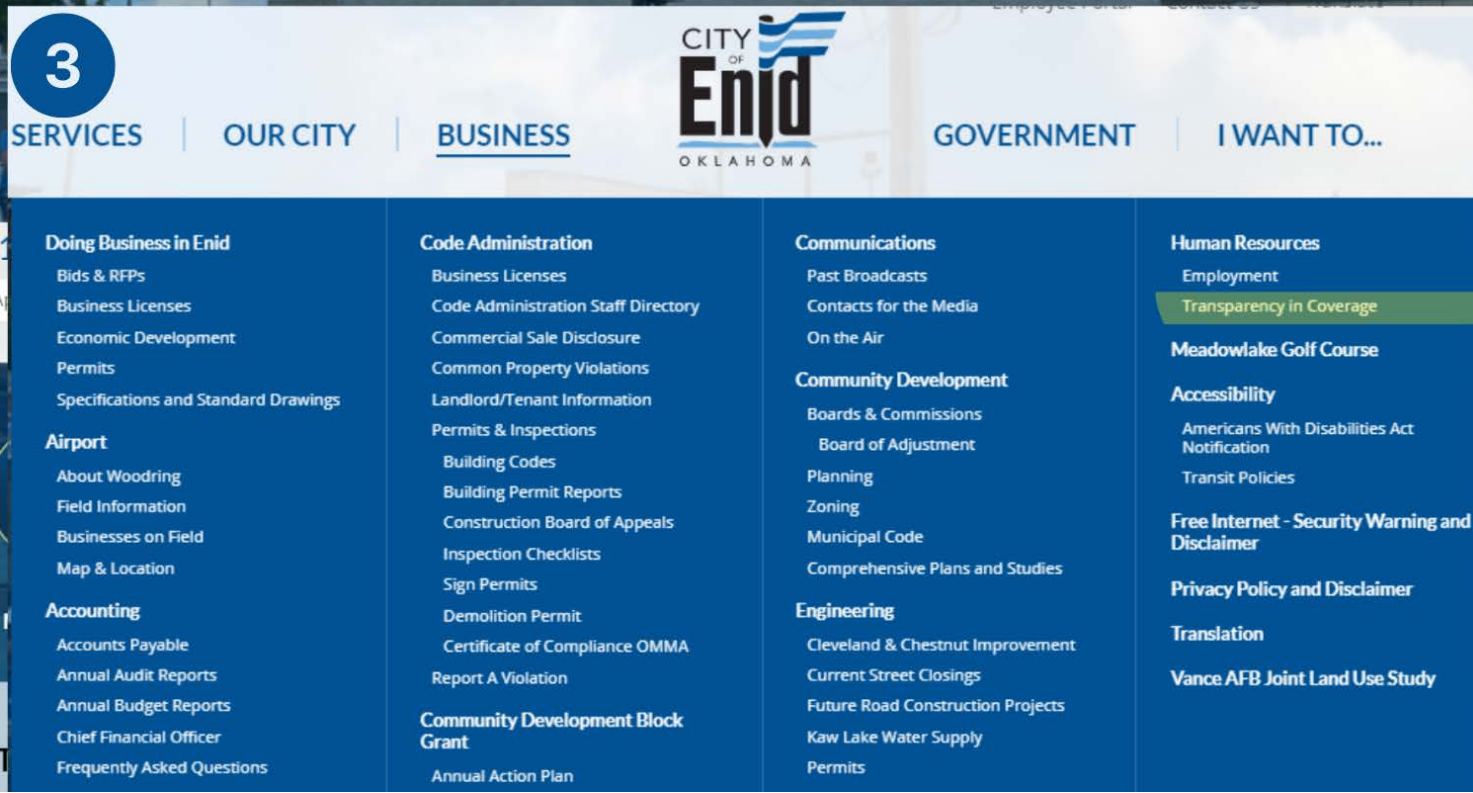 3
CITY
OF
Enid
OKLAHOMA
SERVICES
OUR CITY
BUSINESS
GOVERNMENT
I WANT TO...
Doing Business in Enid
Bids & RFPs
Business Licenses
Economic Development
Permits
Specifications and Standard Drawings
Airport
About Woodring
Field Information
Businesses on Field
Map & Location
Accounting
Accounts Payable
Annual Audit Reports
Annual Budget Reports
Chief Financial Officer
Frequently Asked Questions
Code Administration
Business Licenses
Code Administration Staff Directory
Commercial Sale Disclosure
Common Property Violations
Landlord/Tenant Information
Permits & Inspections
Building Codes
Building Permit Reports
Construction Board of Appeals
Inspection Checklists
Sign Permits
Demolition Permit
Certificate of Compliance OMMA
Report A Violation
Community Development Block
Grant
Annual Action Plan
Communications
Past Broadcasts
Contacts for the Media
On the Air
Community Development
Boards & Commissions
Board of Adjustment
Planning
Zoning
Municipal Code
Comprehensive Plans and Studies
Engineering
Cleveland & Chestnut Improvement
Current Street Closings
Future Road Construction Projects
Kaw Lake Water Supply
Permits
Human Resources
Employment
Transparency in Coverage
Meadowlake Golf Course
Accessibility
Americans With Disabilities Act
Notification
Transit Policies
Free Internet - Security Warning and
Disclaimer
Privacy Policy and Disclaimer
Translation
Vance AFB Joint Land Use Study